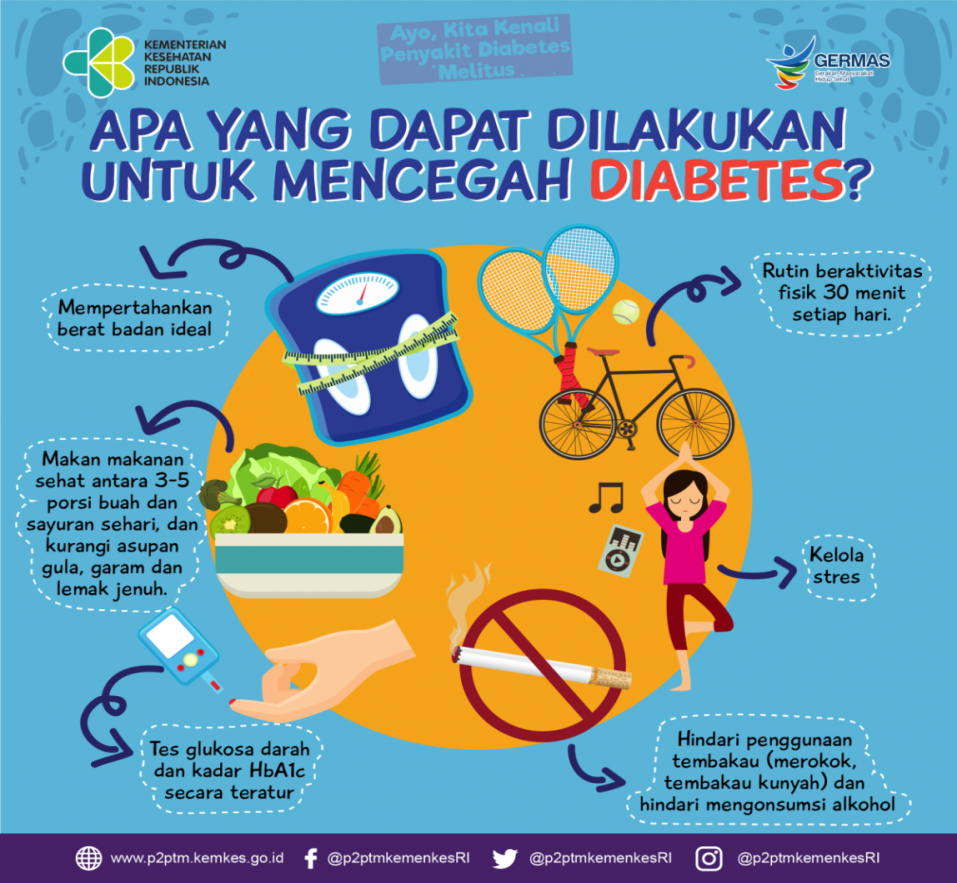 KEMENTERIAN
KESEHATAN
REPUBLIK
INDONESIA
Ayo, Kita Kenali
Penyakit Diabetes
Melitus
GERMAS
Gerakan Masyarakat
Hidup Sehat
APA YANG DAPAT DILAKUKAN
UNTUK MENCEGAH DIABETES?
Mempertahankan
berat badan ideal
Rutin beraktivitas
fisik 30 menit
setiap hari.
Makan makanan
sehat antara 3-5
porsi buah dan
sayuran sehari, dan
kurangi asupan
gula, garam dan
lemak jenuh.
Kelola
stres
Tes glukosa darah
dan kadar HbA1c
secara teratur
Hindari penggunaan
tembakau (merokok,
tembakau kunyah) dan
hindari mengonsumsi alkohol
www.p2ptm.kemkes.go.id
@p2ptmkemenkesRI
@p2ptmkemenkesRI
@p2ptmkemenkesRI